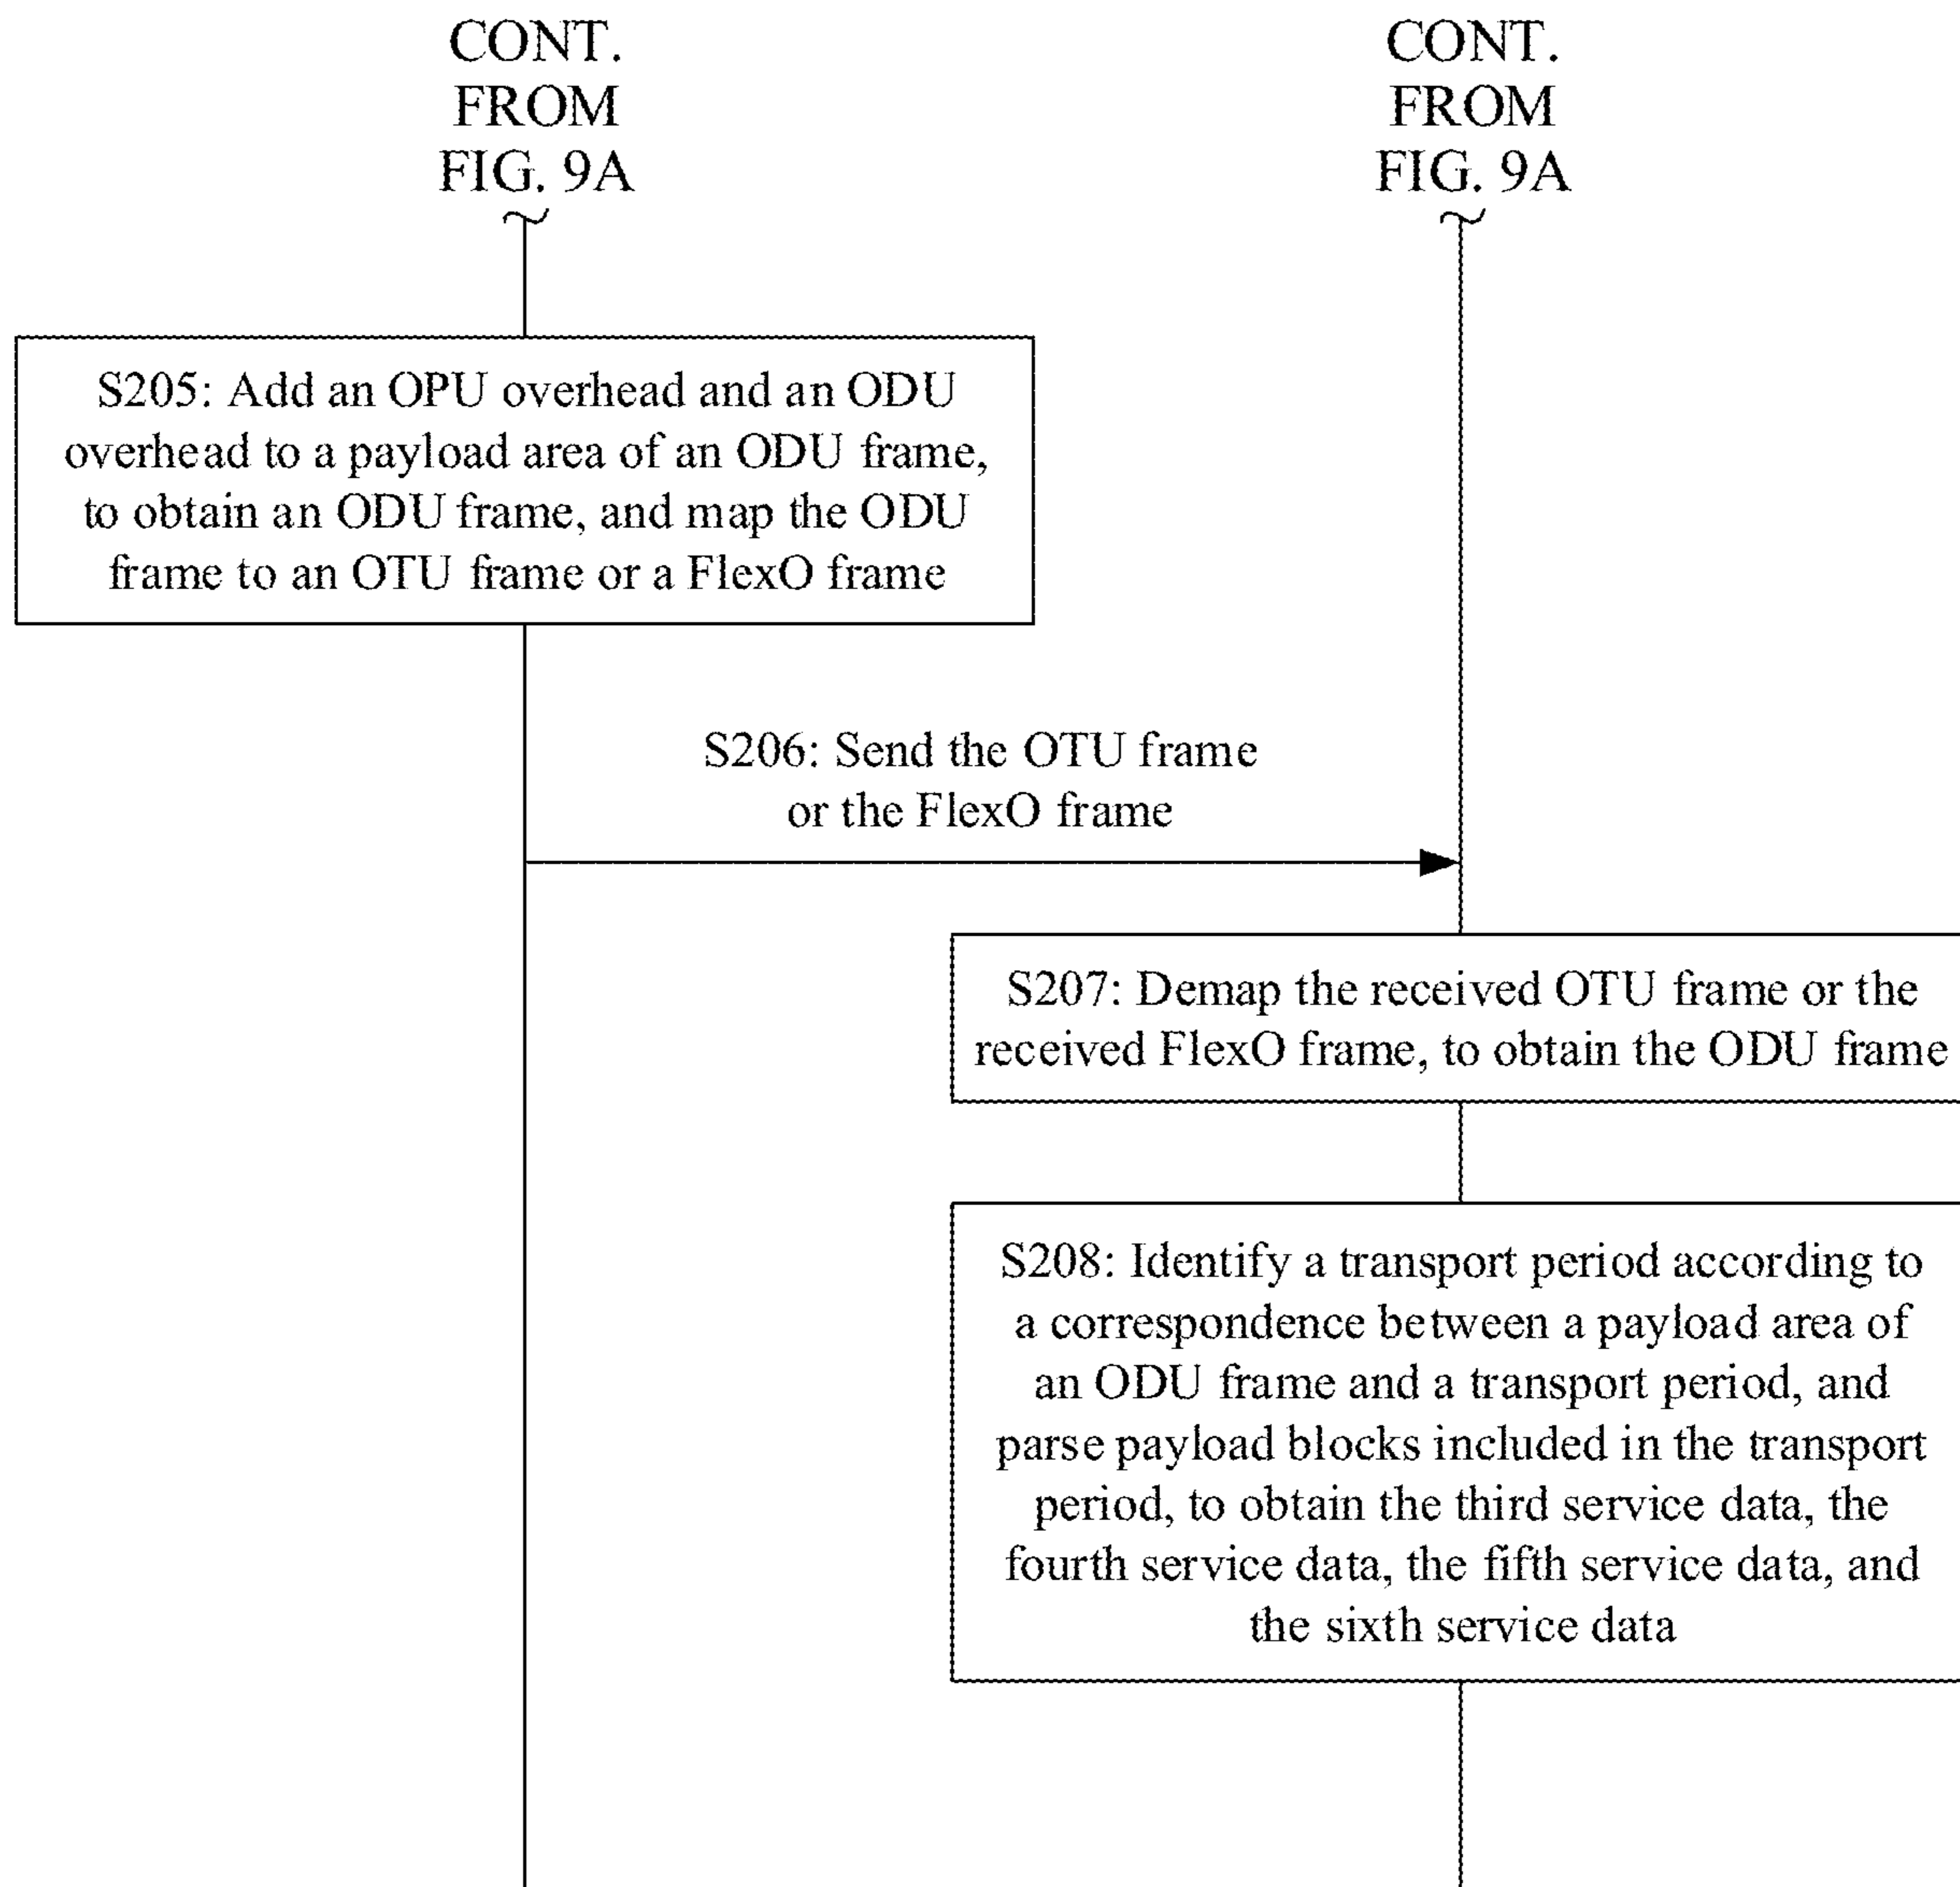 CONT.
FROM
FIG. 9A
CONT.
FROM
FIG. 9A
S205: Add an OPU overhead and an ODU
overhead to a payload area of an ODU frame,
to obtain an ODU frame, and map the ODU
frame to an OTU frame or a FlexO frame
S206: Send the OTU frame
or the FlexO frame
S207: Demap the received OTU frame or the
received FlexO frame, to obtain the ODU frame
S208: Identify a transport period according to
a correspondence between a payload area of
an ODU frame and a transport period, and
parse payload blocks included in the transport
period, to obtain the third service data, the
fourth service data, the fifth service data, and
the sixth service data